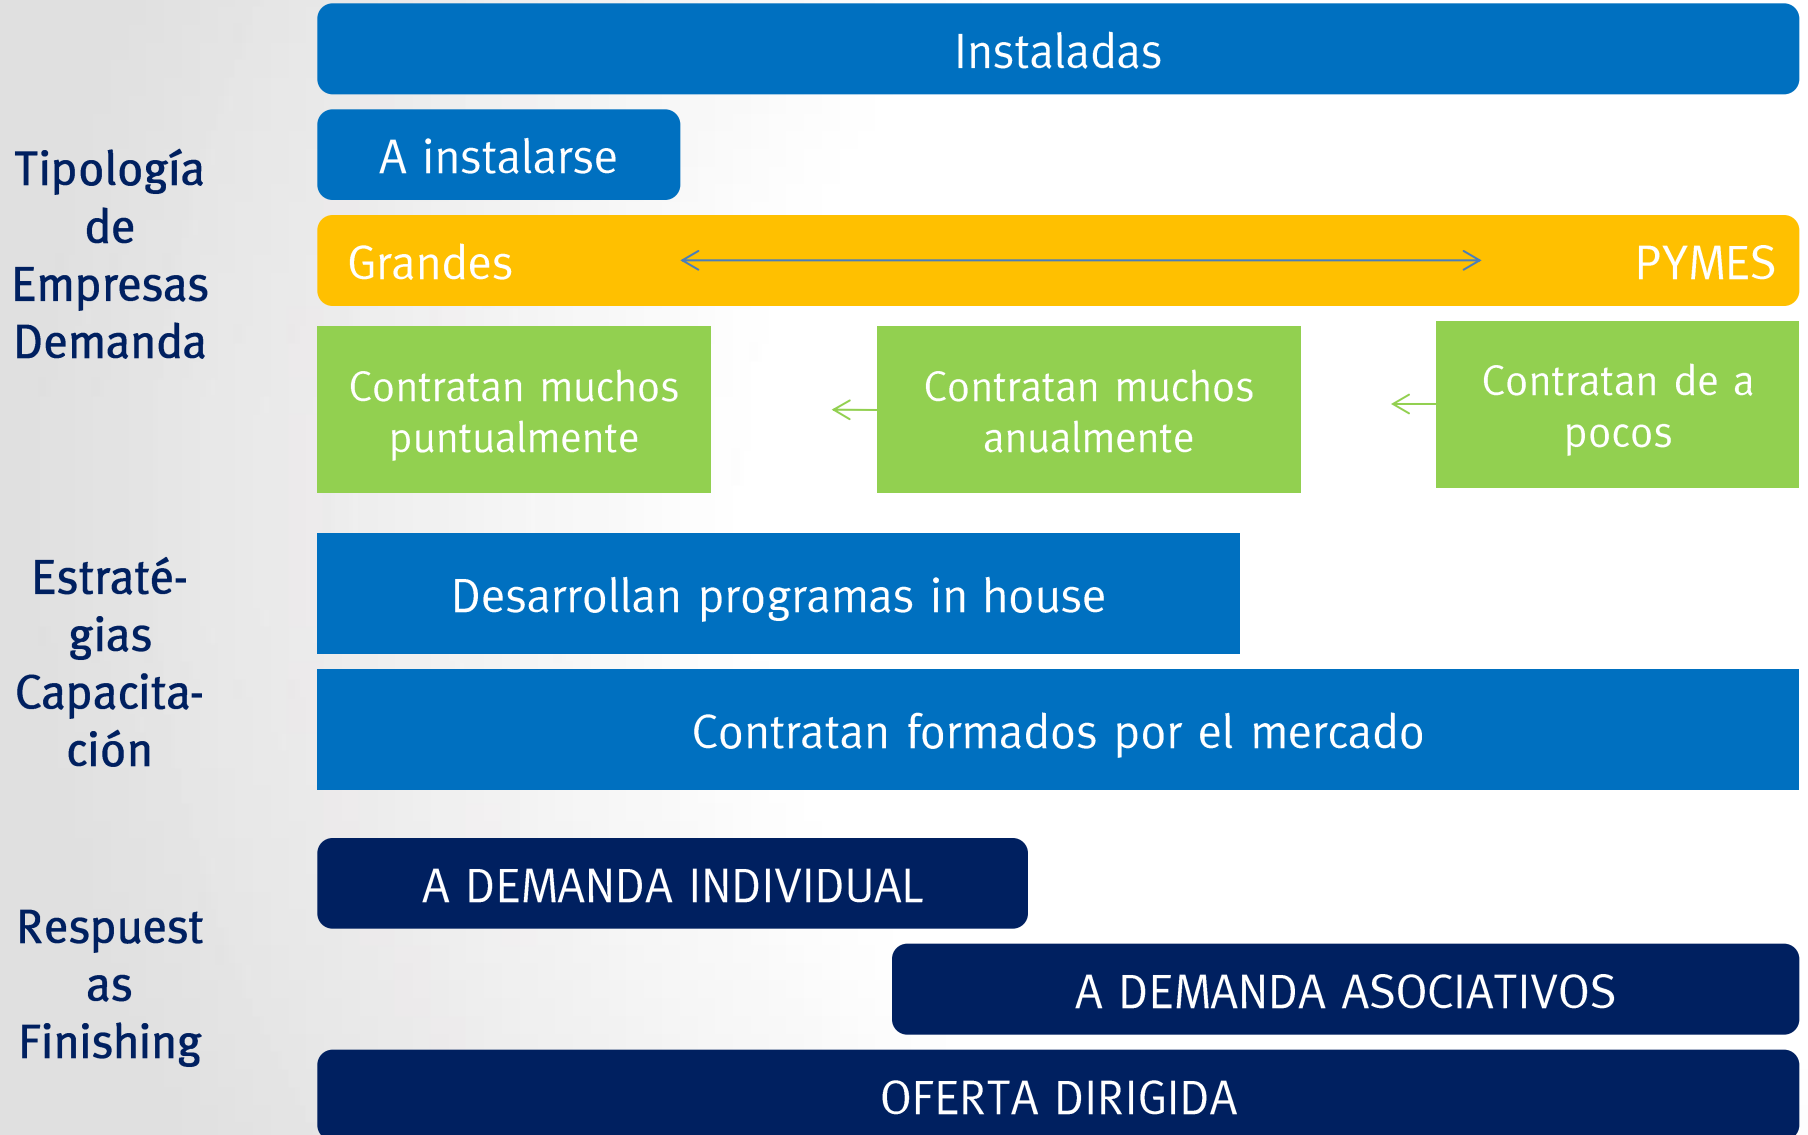 Instaladas
A instalarse
Tipología
de
Empresas
Demanda
Grandes
PYMES
Contratan muchos
puntualmente
Contratan muchos
anualmente
Contratan de a
pocos
Estraté-
gias
Capacita-
ción
Desarrollan programas in house
Contratan formados por el mercado
Respuest
as
Finishing
A DEMANDA INDIVIDUAL
A DEMANDA ASOCIATIVOS
OFERTA DIRIGIDA